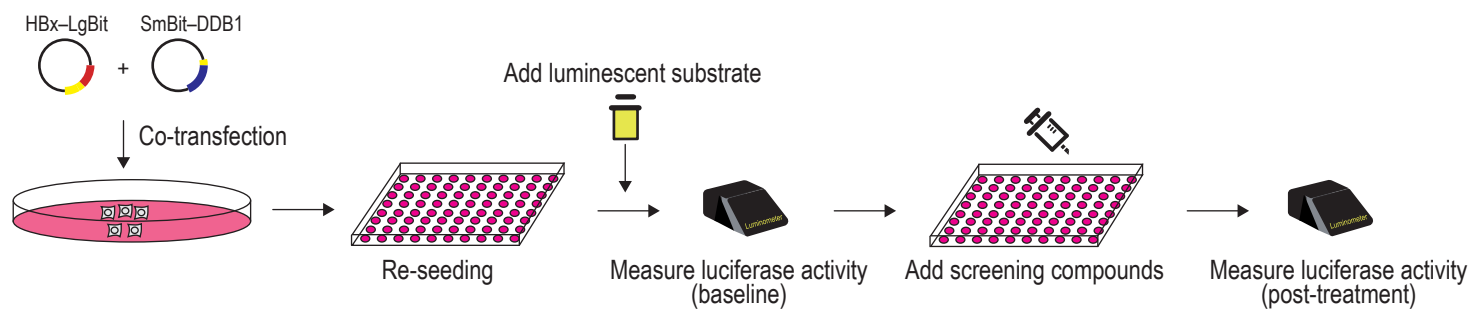 HBx–LgBit
SmBit–DDB1
+
Co-transfection
Add luminescent substrate
Luminometer
Luminometer
Re-seeding
Measure luciferase activity
(baseline)
Add screening compounds
Measure luciferase activity
(post-treatment)